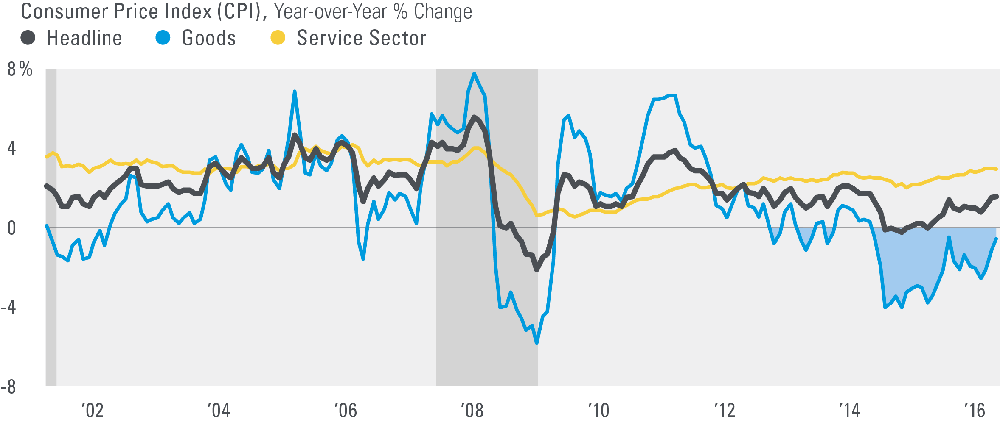 Consumer Price Index (CPI), Year-over-Year % Change
Headline Goods Service Sector
8%
4
0
-4
-8
’02 ’04 ’06 ’08 ’10 ’12 ’14 ’16